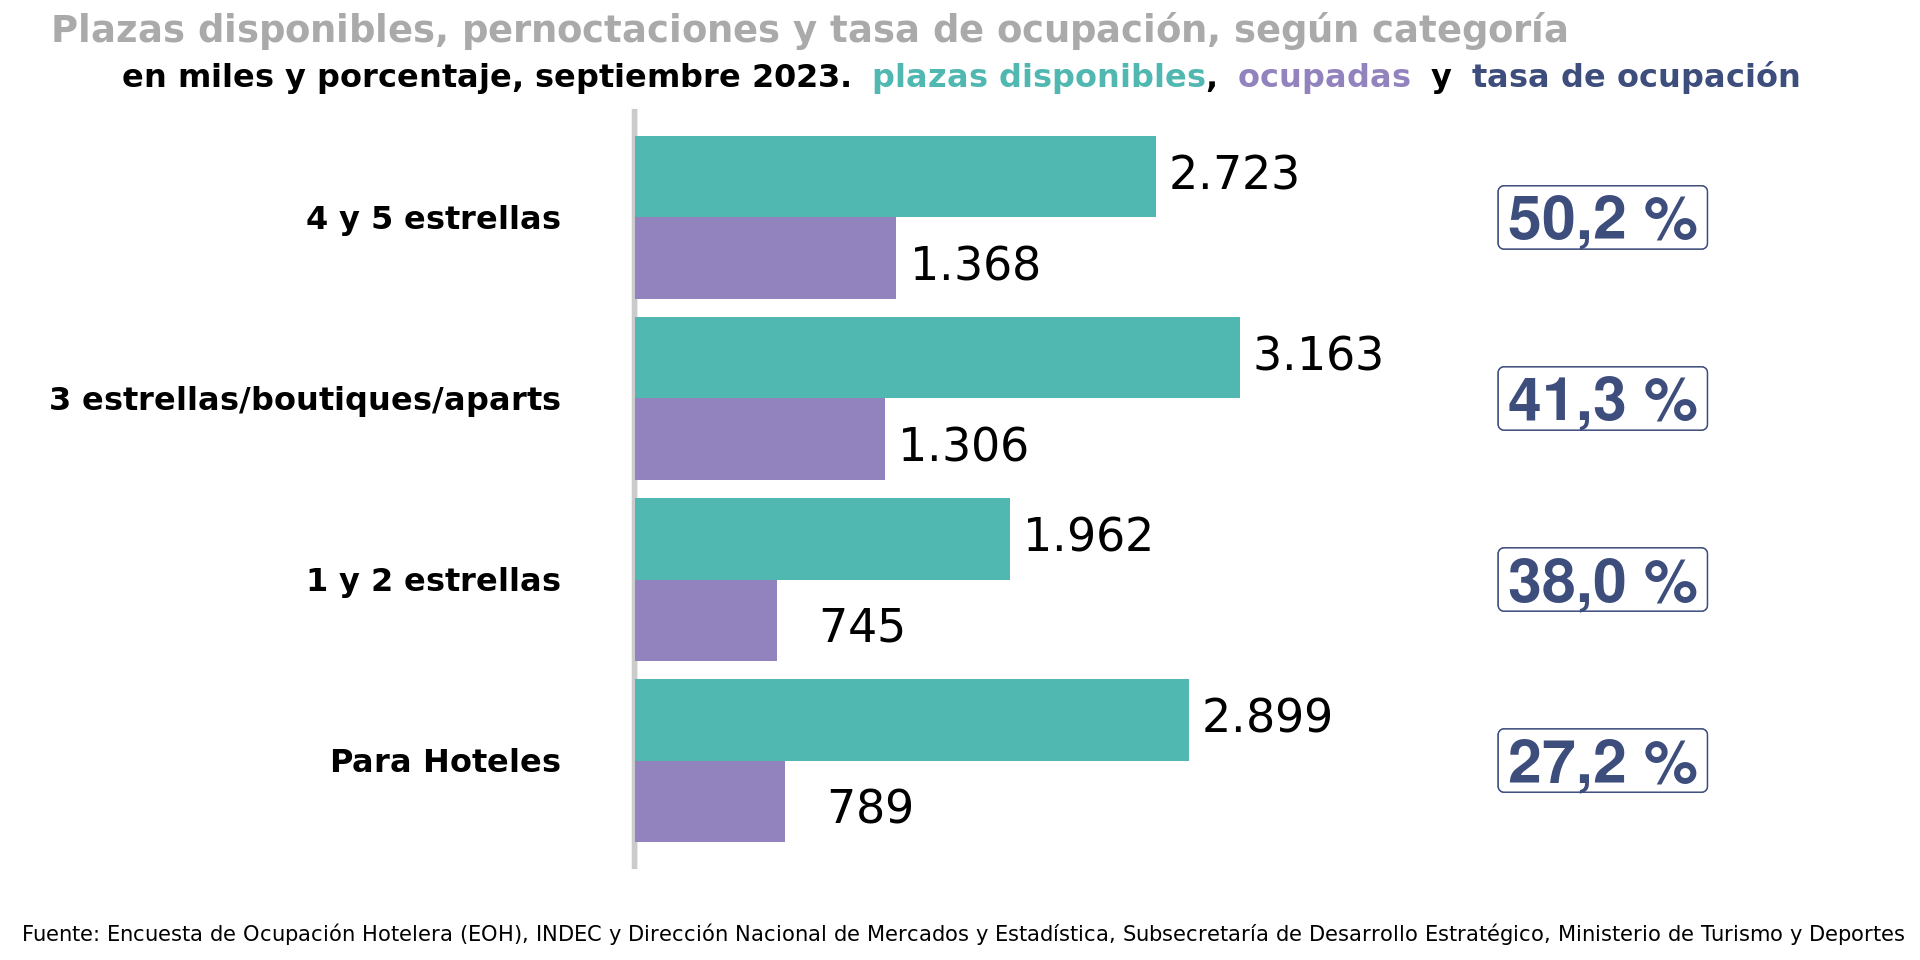 Plazas disponibles, pernoctaciones y tasa de ocupación, según categoría
en miles y porcentaje, septiembre 2023. plazas disponibles, ocupadas y tasa de ocupación
4 y 5 estrellas
2.723
1.368
50,2 %
3 estrellas/boutiques/aparts
3.163
1.306
41,3 %
1 y 2 estrellas
1.962
745
38,0 %
Para Hoteles
2.899
789
27,2 %
Fuente: Encuesta de Ocupación Hotelera (EOH), INDEC y Dirección Nacional de Mercados y Estadística, Subsecretaría de Desarrollo Estratégico, Ministerio de Turismo y Deportes